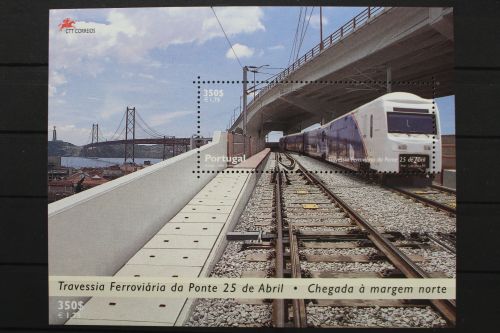 CTT CORREIOS
350$
€ 1,75
Portugal
Travessia Ferroviária da Ponte 25 de Abril
Travessia Ferroviária da Ponte 25 de Abril • Chegada à margem norte
350$
€ 1,75